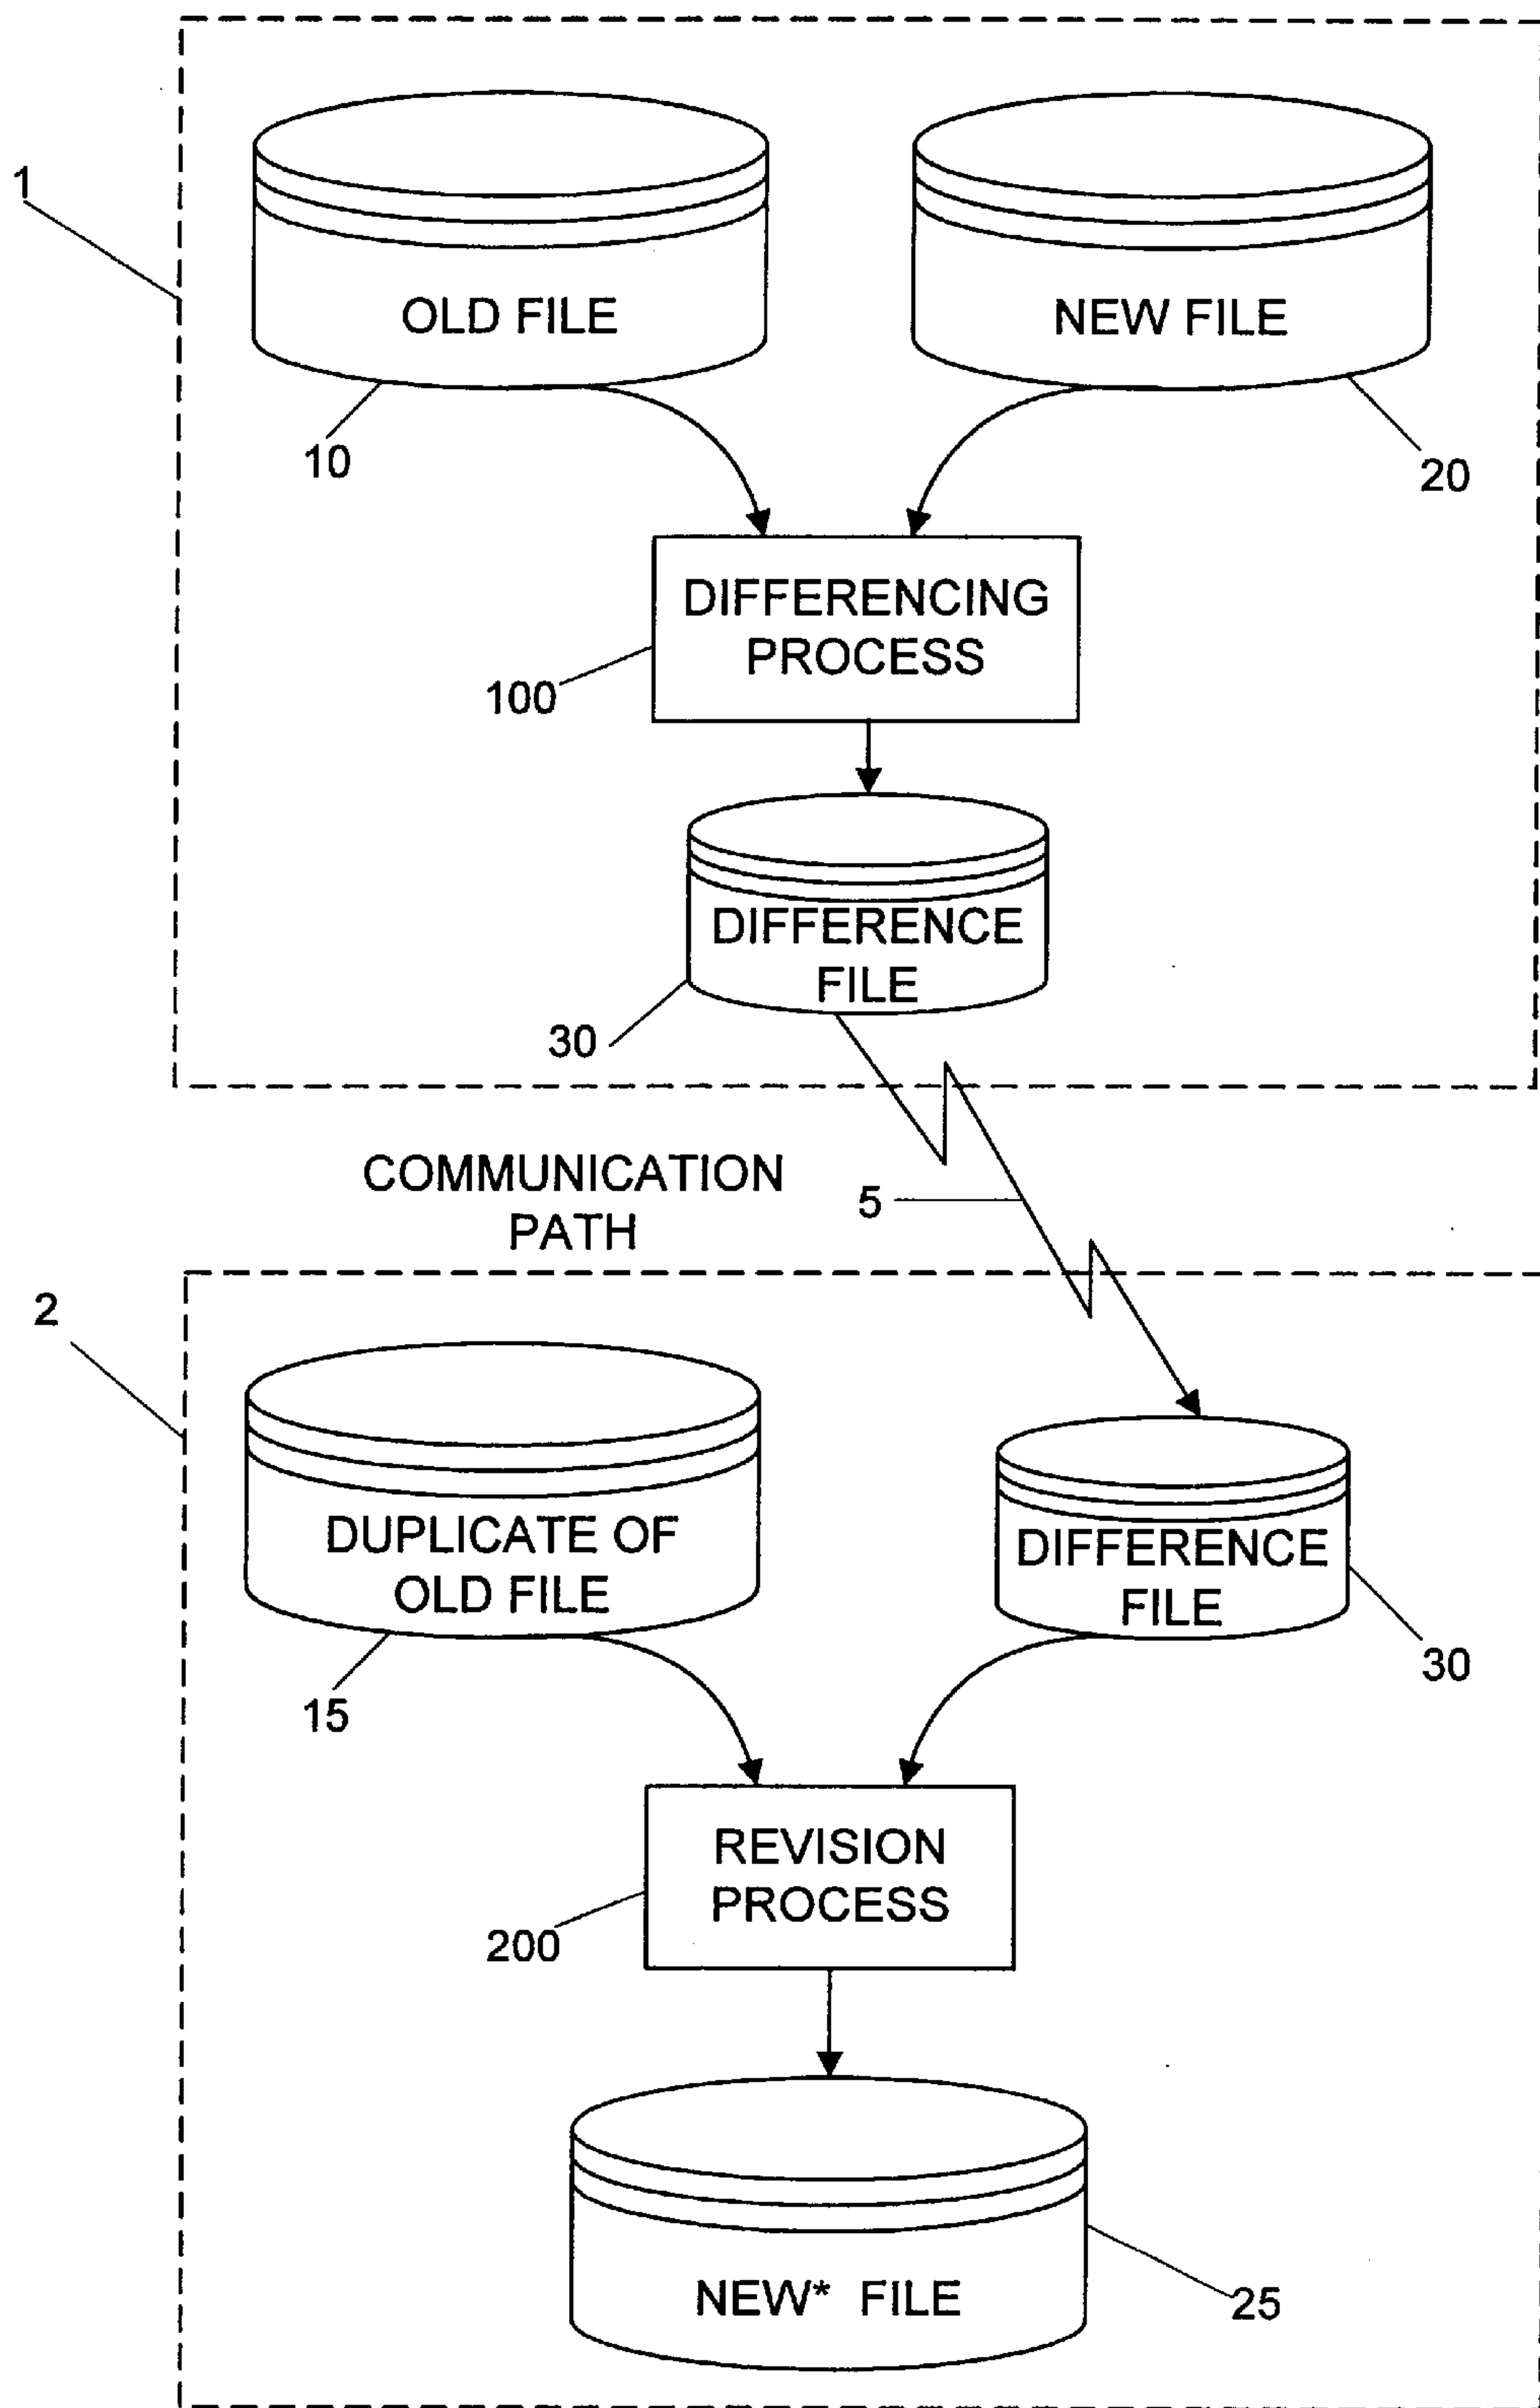 1
OLD FILE
NEW FILE
10
20
DIFFERENCING
PROCESS
100
DIFFERENCE
FILE
30
COMMUNICATION
PATH
5
2
DUPLICATE OF
OLD FILE
DIFFERENCE
FILE
15
30
REVISION
PROCESS
200
NEW* FILE
25